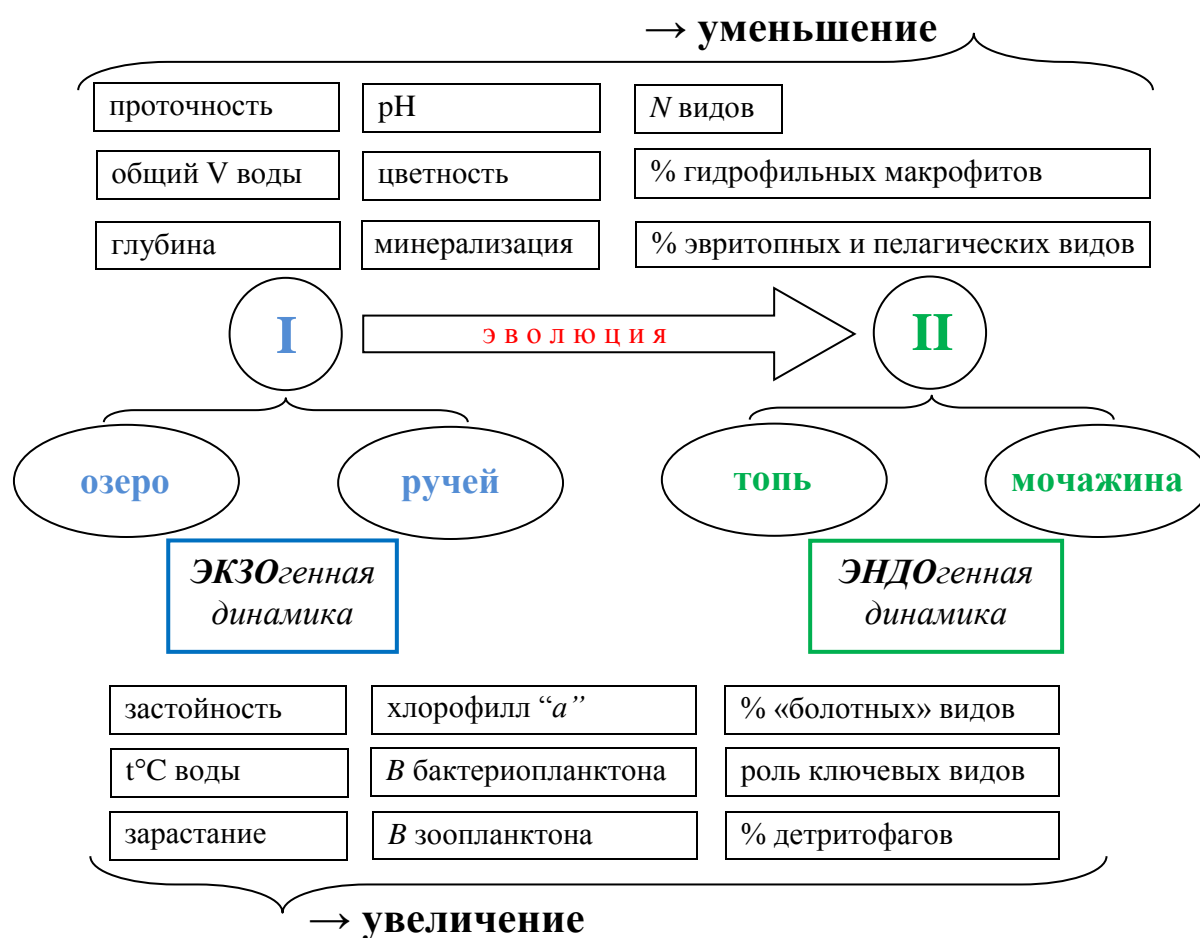 → уменьшение
проточность
pH
N видов
общий V воды
цветность
% гидрофильных макрофитов
глубина
минерализация
% эвритопных и пелагических видов
I
эволюция
II
озеро
ручей
топь
мочажина
ЭКЗОгенная
динамика
ЭНДОгенная
динамика
застойность
хлорофилл “а”
% «болотных» видов
t°C воды
В бактериопланктона
роль ключевых видов
зарастание
В зоопланктона
% детритофагов
→ увеличение